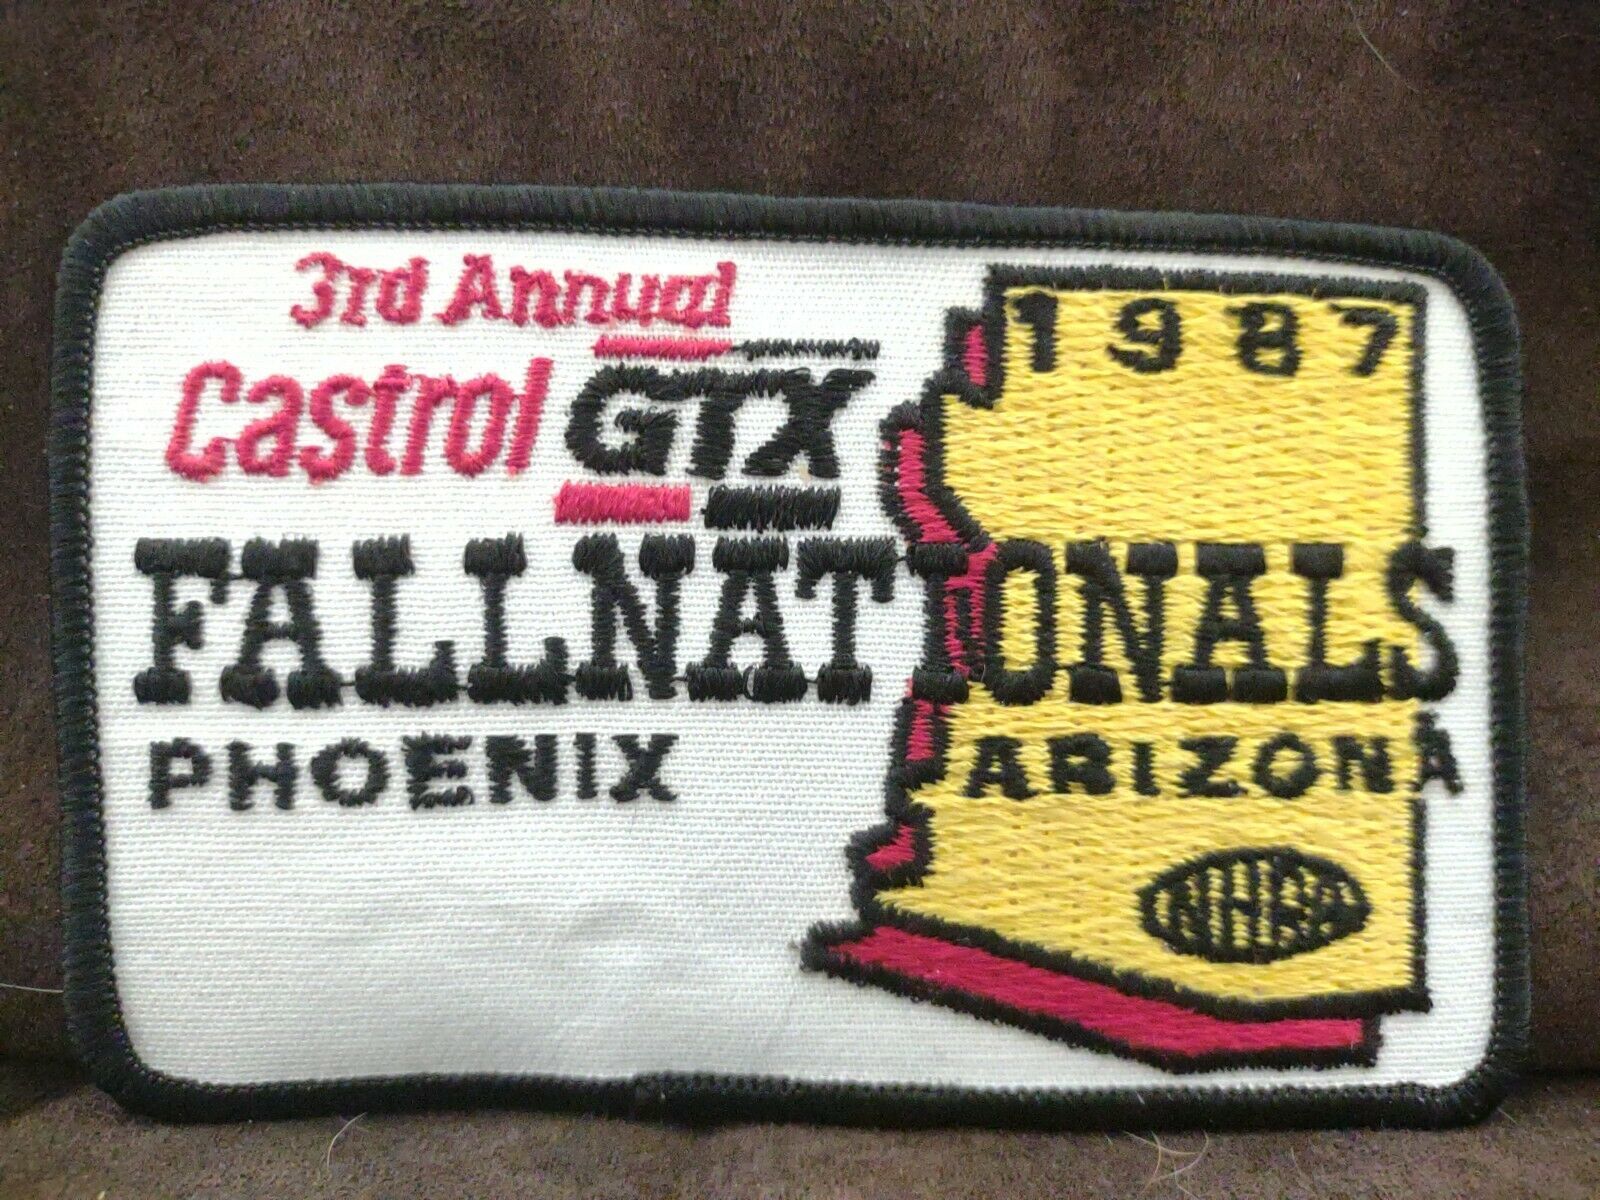 3rd Annual
1987
Castrol GTX
FALLNATIONALS
PHOENIX ARIZONA
NHRA